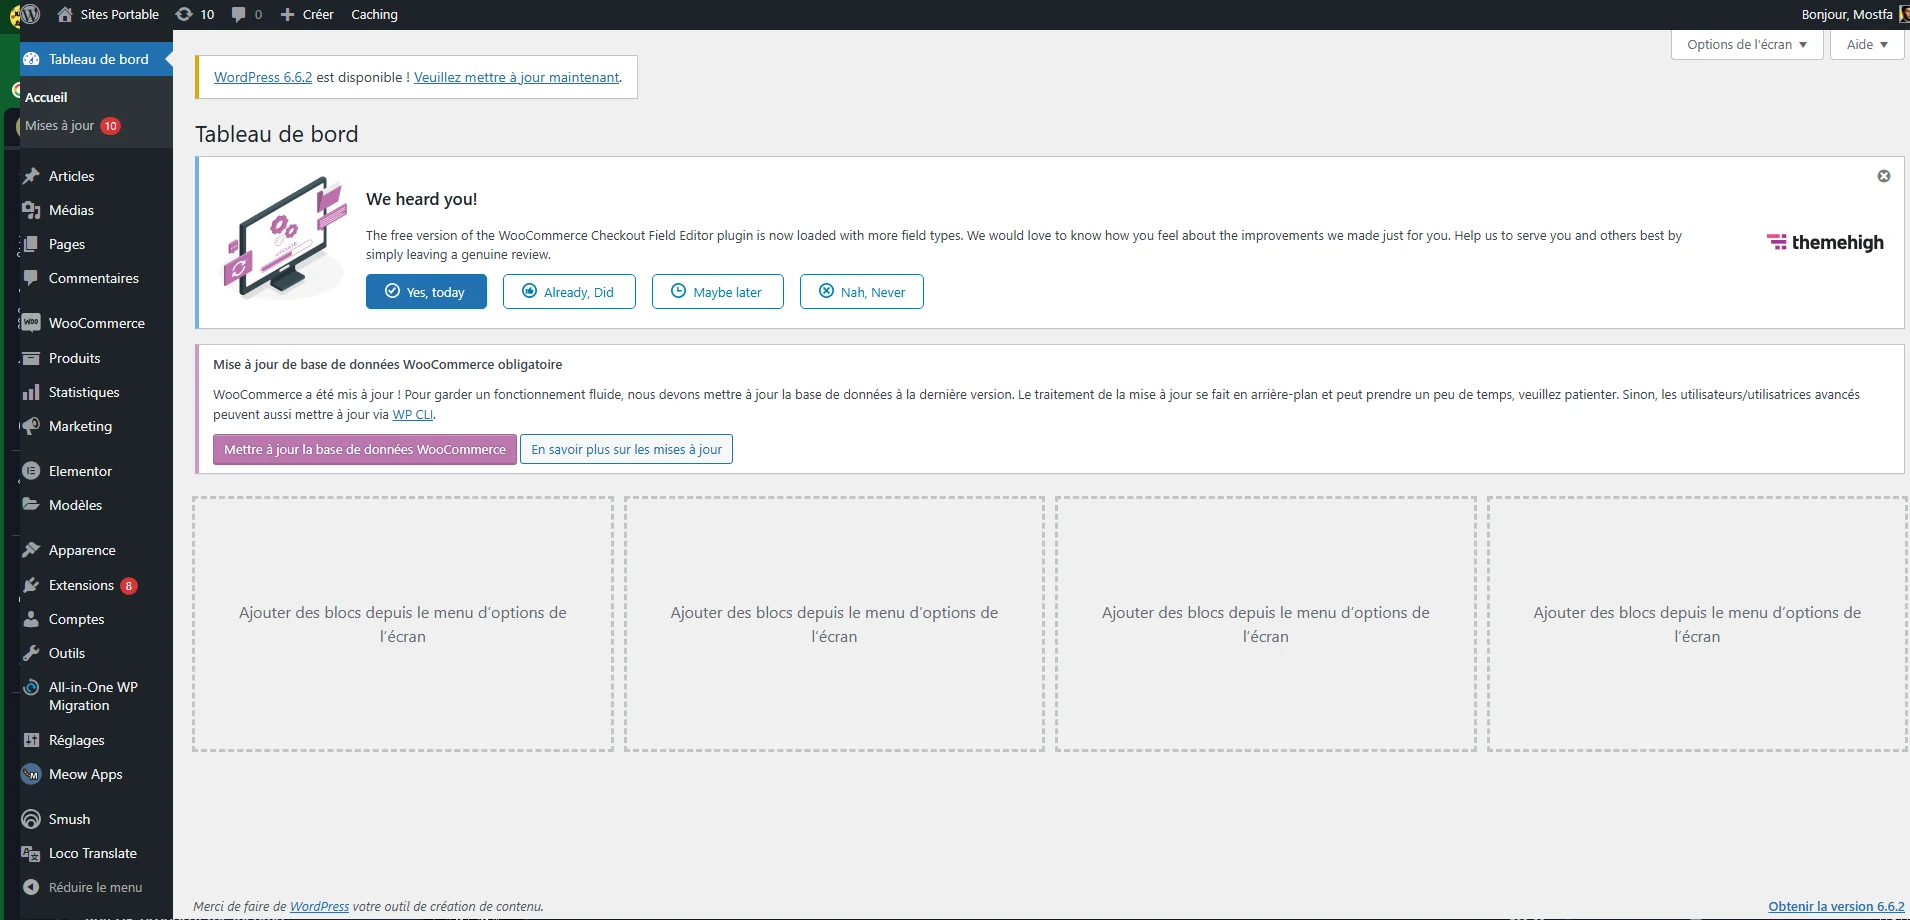 Sites Portable 10 0 Créer Caching Bonjour, Mostfa
Options de l'écran Aide
Tableau de bord
Accueil
Mises à jour 10
Articles
Médias
Pages
Commentaires
WooCommerce
Produits
Statistiques
Marketing
Elementor
Modèles
Apparence
Extensions 8
Comptes
Outils
All-in-One WP
Migration
Réglages
Meow Apps
Smush
Loco Translate
Réduire le menu
WordPress 6.6.2 est disponible ! Veuillez mettre à jour maintenant.
Tableau de bord
UPDATE
We heard you!
The free version of the WooCommerce Checkout Field Editor plugin is now loaded with more field types. We would love to know how you feel about the improvements we made just for you. Help us to serve you and others best by
simply leaving a genuine review.
Yes, today Already, Did Maybe later Nah, Never
themehigh
Mise à jour de base de données WooCommerce obligatoire
WooCommerce a été mis à jour ! Pour garder un fonctionnement fluide, nous devons mettre à jour la base de données à la dernière version. Le traitement de la mise à jour se fait en arrière-plan et peut prendre un peu de temps, veuillez patienter. Sinon, les utilisateurs/utilisatrices avancés
peuvent aussi mettre à jour via WP CLI.
Mettre à jour la base de données WooCommerce En savoir plus sur les mises à jour
Ajouter des blocs depuis le menu d'options de
l'écran
Ajouter des blocs depuis le menu d'options de
l'écran
Ajouter des blocs depuis le menu d'options de
l'écran
Ajouter des blocs depuis le menu d'options de
l'écran
Merci de faire de WordPress votre outil de création de contenu.
Obtenir la version 6.6.2